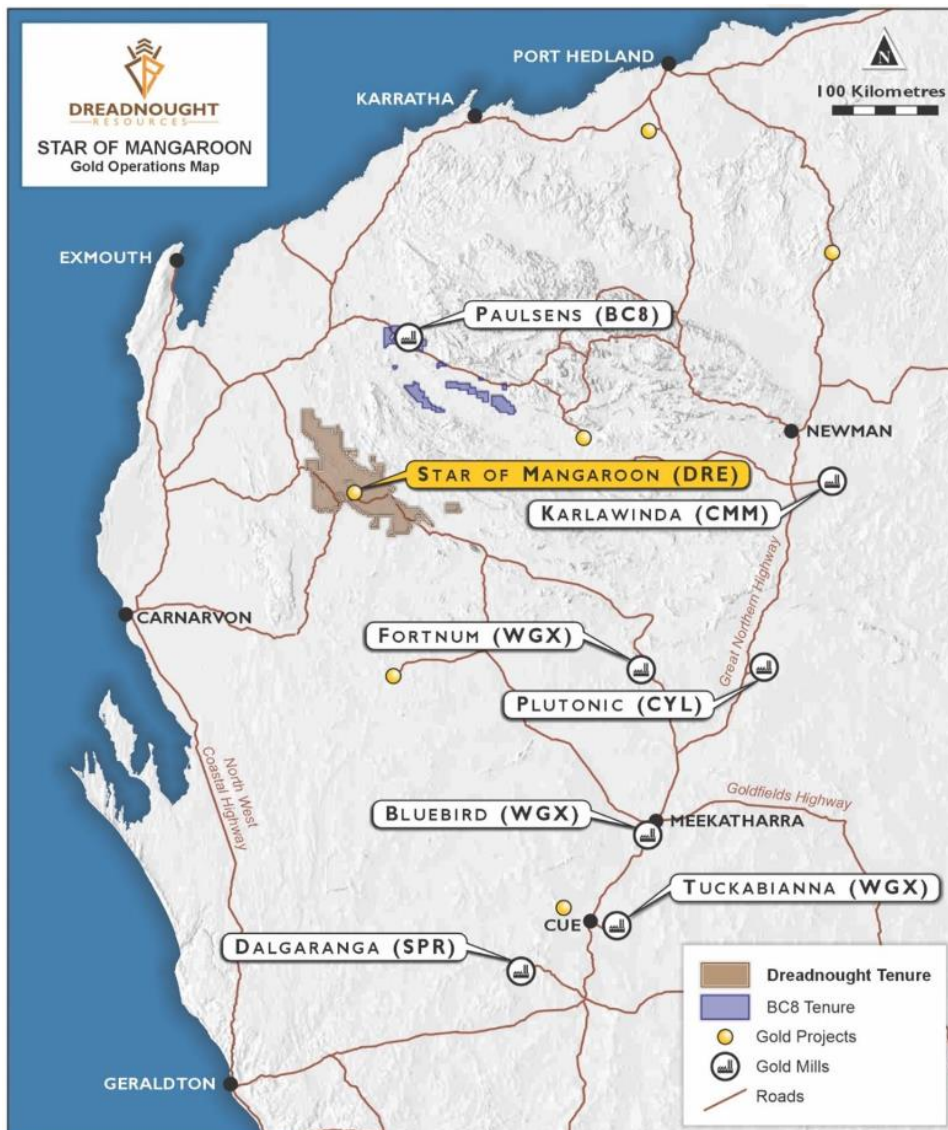 DREADNOUGHT
RESOURCES
STAR OF MANGAROON
Gold Operations Map
PORT HEDLAND
N
100 Kilometres
KARRATHA
EXMOUTH
PAULSENS (BC8)
NEWMAN
STAR OF MANGAROON (DRE)
KARLAWINDA (CMM)
Great Northern Highway
CARNARVON
FORTNUM (WGX)
PLUTONIC (CYL)
North West
Coastal Highway
Goldfields Highway
BLUEBIRD (WGX)
MEEKATHARRA
TUCKABIANNA (WGX)
CUE
DALGARANGA (SPR)
GERALDTON
Dreadnought Tenure
BC8 Tenure
Gold Projects
Gold Mills
Roads